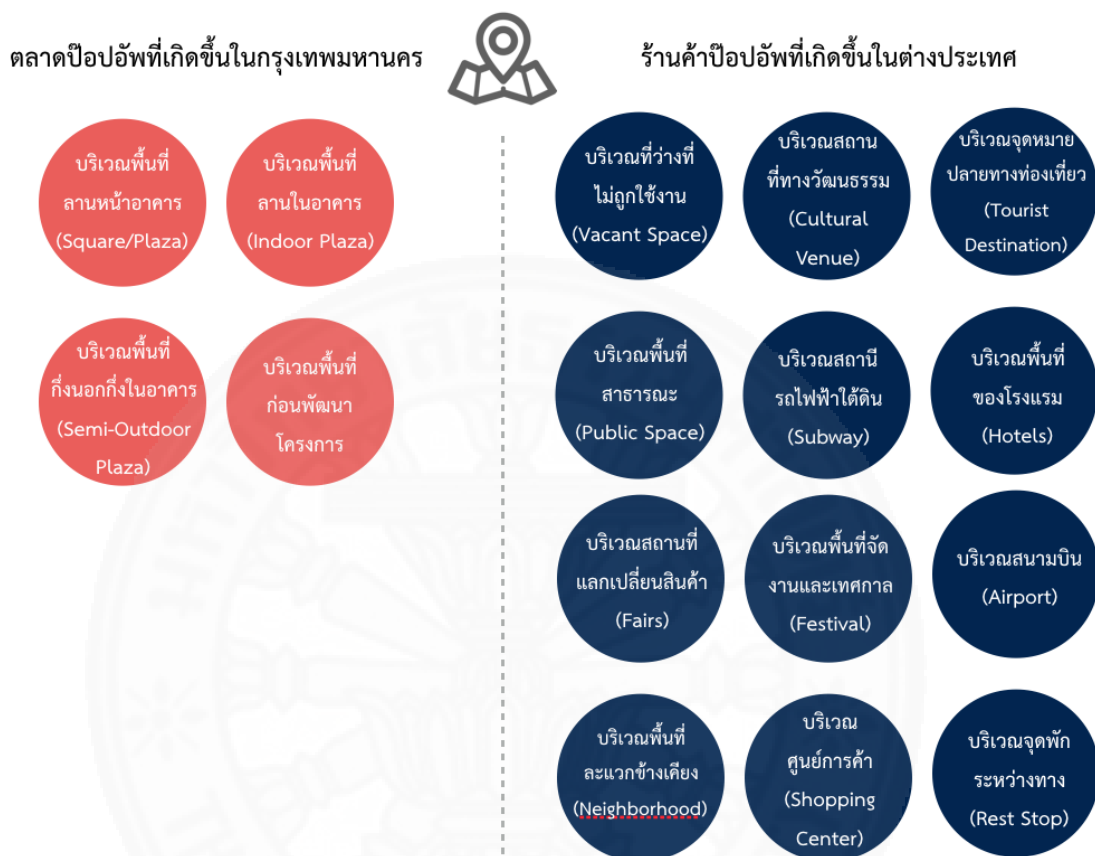 ตลาดป๊อปอัพที่เกิดขึ้นในกรุงเทพมหานคร
ร้านค้าป๊อปอัพที่เกิดขึ้นในต่างประเทศ
บริเวณพื้นที่
ลานหน้าอาคาร
(Square/Plaza)
บริเวณพื้นที่
ลานในอาคาร
(Indoor Plaza)
บริเวณพื้นที่
กึ่งนอกกึ่งในอาคาร
(Semi-Outdoor
Plaza)
บริเวณพื้นที่
ก่อนพัฒนา
โครงการ
บริเวณที่ว่างที่
ไม่ถูกใช้งาน
(Vacant Space)
บริเวณสถาน
ที่ทางวัฒนธรรม
(Cultural
Venue)
บริเวณจุดหมาย
ปลายทางท่องเที่ยว
(Tourist
Destination)
บริเวณพื้นที่
สาธารณะ
(Public Space)
บริเวณสถานี
รถไฟฟ้าใต้ดิน
(Subway)
บริเวณพื้นที่
ของโรงแรม
(Hotels)
บริเวณสถานที่
แลกเปลี่ยนสินค้า
(Fairs)
บริเวณพื้นที่จัด
งานและเทศกาล
(Festival)
บริเวณสนามบิน
(Airport)
บริเวณพื้นที่
ละแวกข้างเคียง
(Neighborhood)
บริเวณ
ศูนย์การค้า
(Shopping
Center)
บริเวณจุดพัก
ระหว่างทาง
(Rest Stop)